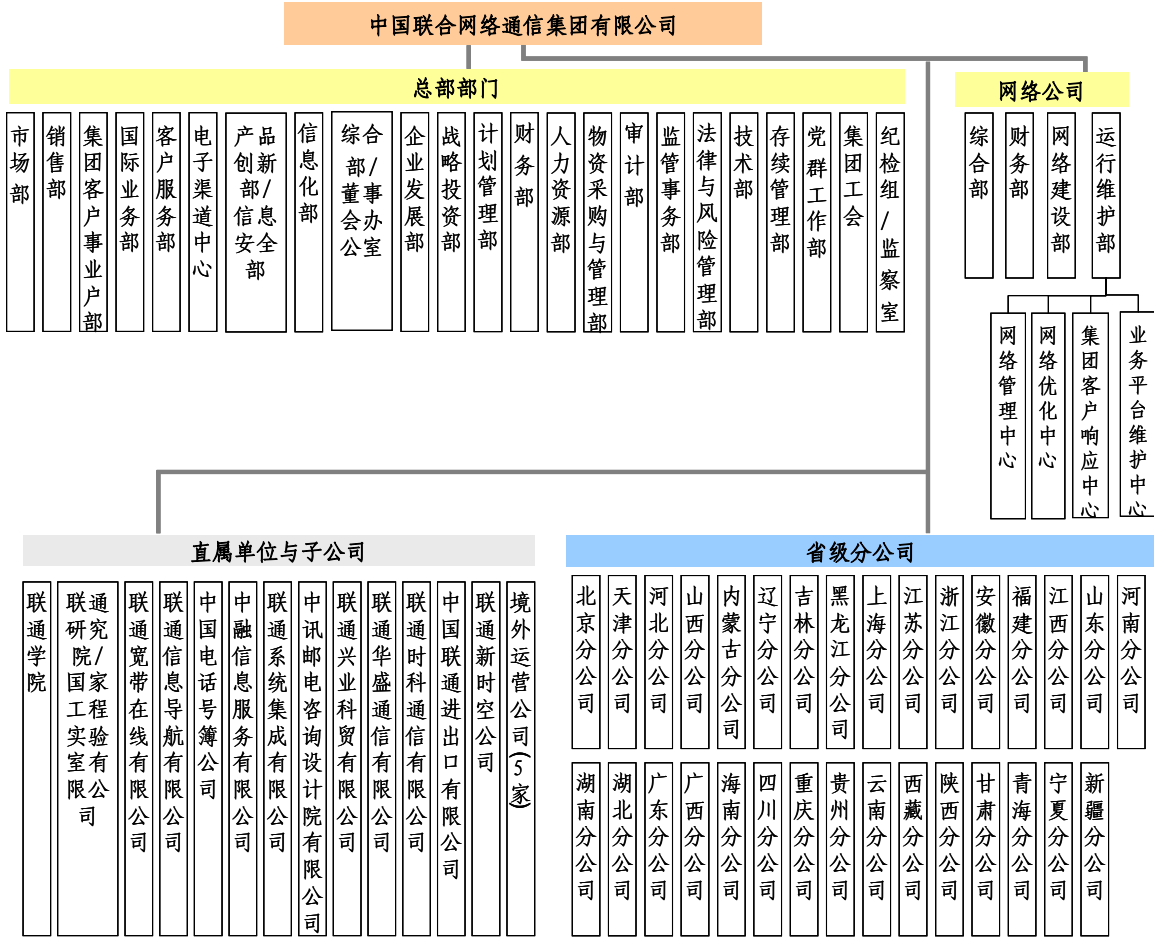 中国联合网络通信集团有限公司
总部部门
网络公司
市场部
销售部
集团客户事业户部
国际业务部
客户服务部
电子渠道中心
产品创新部/信息安全部
信息化部
综合部/董事会办公室
企业发展部
战略投资部
计划管理部
财务部
人力资源部
物资采购与管理部
审计部
监管事务部
法律与风险管理部
技术部
存续管理部
党群工作部
集团工会
纪检组/监察室
综合部
财务部
网络建设部
运行维护部
网络管理中心
网络优化中心
集团客户响应中心
业务平台维护中心
直属单位与子公司
省级分公司
联通学院
联通研究院/国家工程实验室有限公司
联通宽带在线有限公司
联通信息导航有限公司
中国电话号簿公司
中融信息服务有限公司
联通系统集成有限公司
中讯邮电咨询设计院有限公司
联通兴业科贸有限公司
联通华盛通信有限公司
联通时科通信有限公司
中国联通进出口有限公司
联通新时空公司
境外运营公司(5家)
北京分公司
天津分公司
河北分公司
山西分公司
内蒙古分公司
辽宁分公司
吉林分公司
黑龙江分公司
上海分公司
江苏分公司
浙江分公司
安徽分公司
福建分公司
江西分公司
山东分公司
河南分公司
湖南分公司
湖北分公司
广东分公司
广西分公司
海南分公司
四川分公司
重庆分公司
贵州分公司
云南分公司
西藏分公司
陕西分公司
甘肃分公司
青海分公司
宁夏分公司
新疆分公司